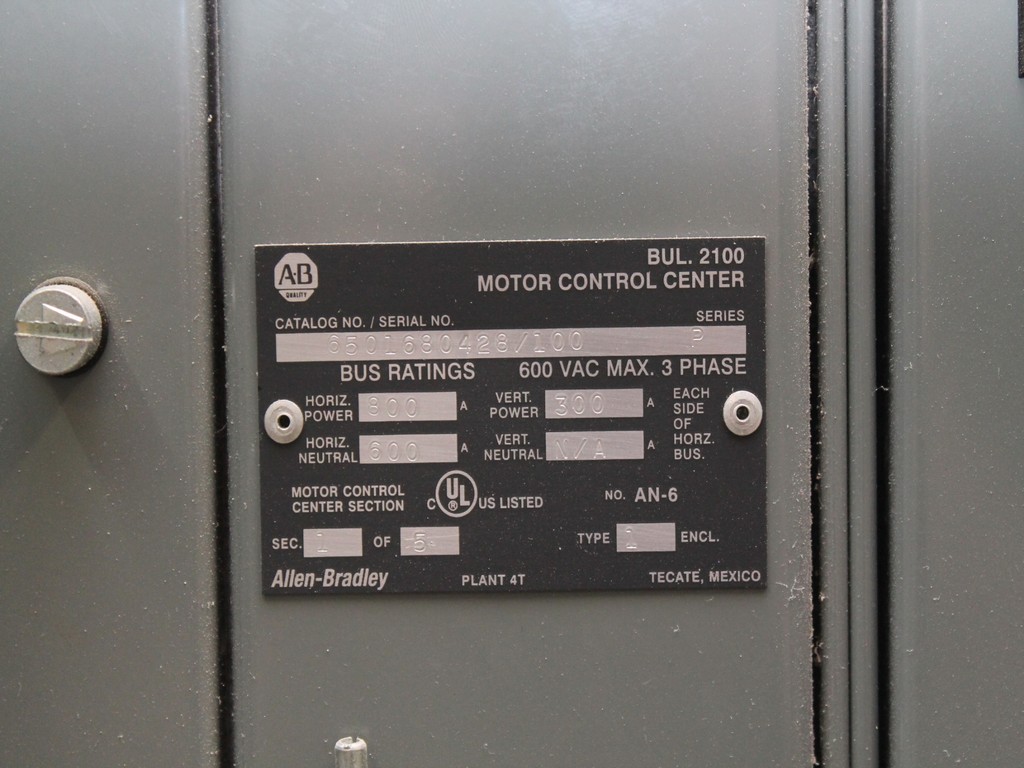 A-B
QUALITY
BUL. 2100
MOTOR CONTROL CENTER
CATALOG NO. / SERIAL NO. SERIES
6501680428/100 P
BUS RATINGS 600 VAC MAX. 3 PHASE
HORIZ. POWER 800 A VERT. POWER 300 A EACH SIDE OF HORZ. BUS.
HORIZ. NEUTRAL 600 A VERT. NEUTRAL N/A A
MOTOR CONTROL CENTER SECTION C UL ® US LISTED NO. AN-6
SEC. 1 OF 5 TYPE 1 ENCL.
Allen-Bradley PLANT 4T TECATE, MEXICO